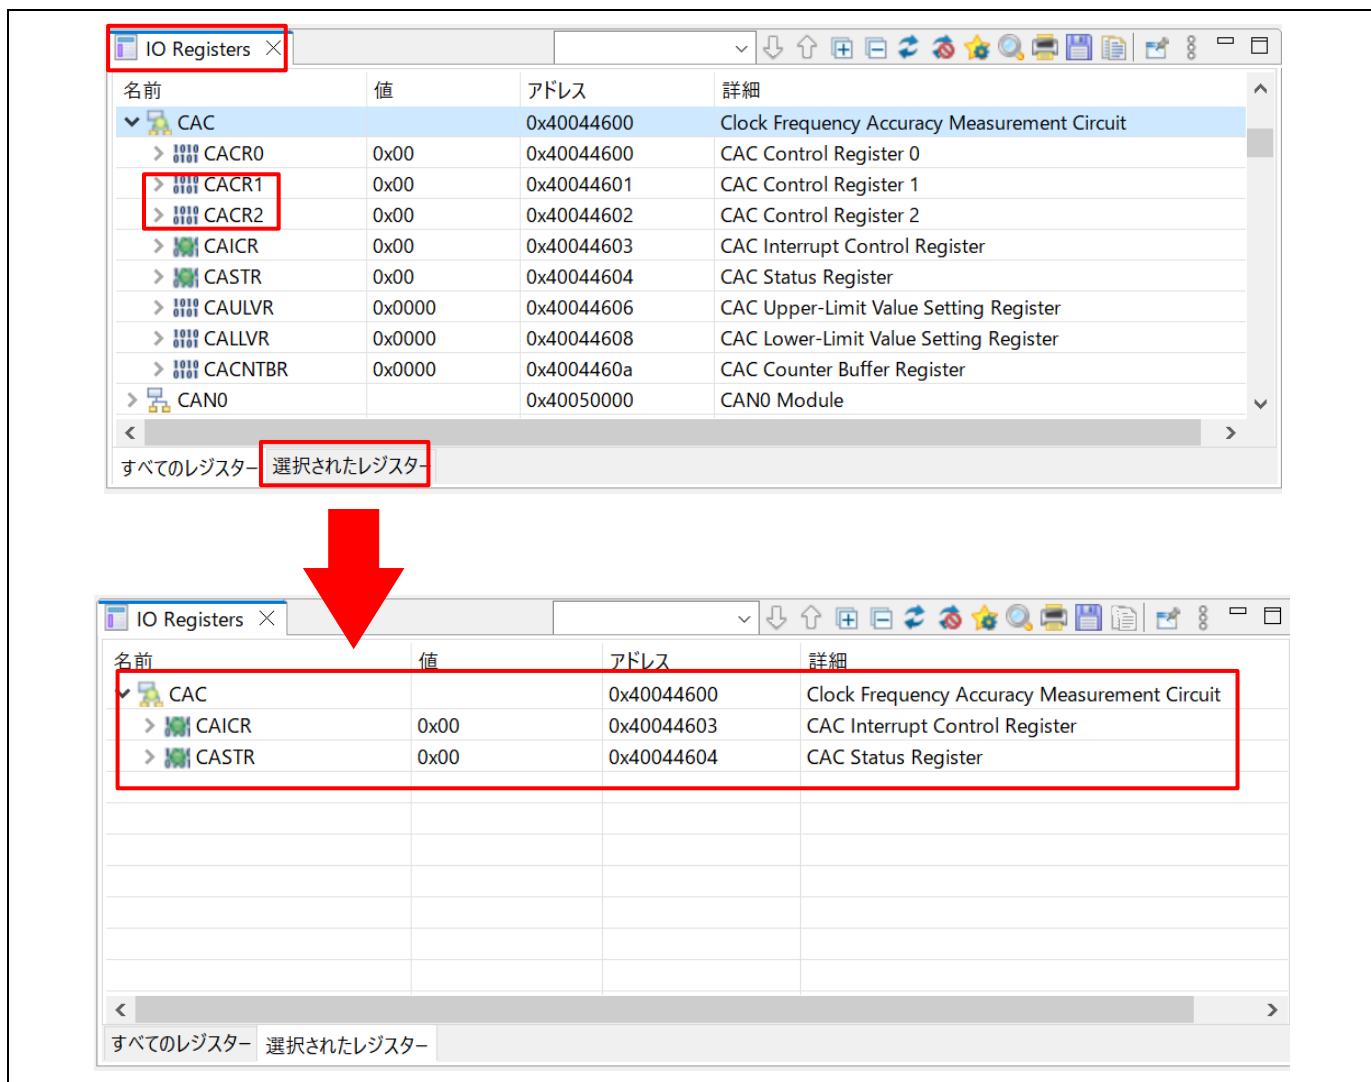 IO Registers
名前 値 アドレス 詳細
CAC 0x40044600 Clock Frequency Accuracy Measurement Circuit
CACR0 0x00 0x40044600 CAC Control Register 0
CACR1 0x00 0x40044601 CAC Control Register 1
CACR2 0x00 0x40044602 CAC Control Register 2
CAICR 0x00 0x40044603 CAC Interrupt Control Register
CASTR 0x00 0x40044604 CAC Status Register
CAULVR 0x0000 0x40044606 CAC Upper-Limit Value Setting Register
CALLVR 0x0000 0x40044608 CAC Lower-Limit Value Setting Register
CACNTBR 0x0000 0x4004460a CAC Counter Buffer Register
CAN0 0x40050000 CAN0 Module
すべてのレジスター 選択されたレジスター
IO Registers
名前 値 アドレス 詳細
CAC 0x40044600 Clock Frequency Accuracy Measurement Circuit
CAICR 0x00 0x40044603 CAC Interrupt Control Register
CASTR 0x00 0x40044604 CAC Status Register
すべてのレジスター 選択されたレジスター